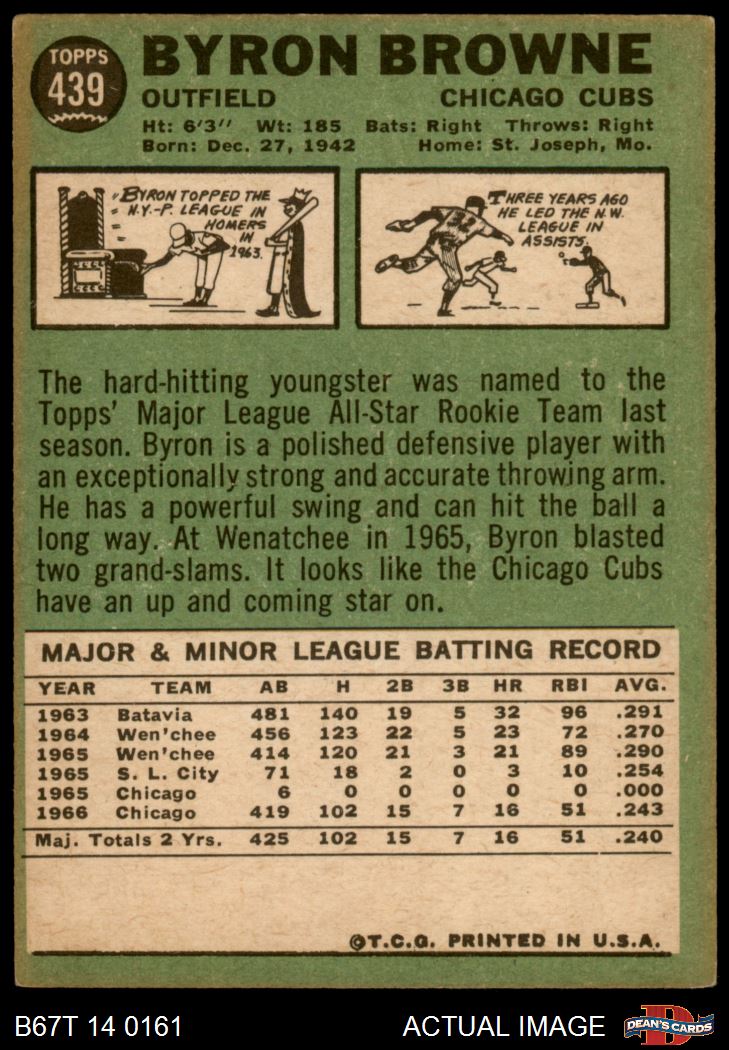 TOPPS
439
BYRON BROWNE
OUTFIELD CHICAGO CUBS
Ht: 6'3" Wt: 185 Bats: Right Throws: Right
Born: Dec. 27, 1942 Home: St. Joseph, Mo.
BYRON TOPPED THE
N.Y.-P. LEAGUE IN
HOMERS
IN
1963.
THREE YEARS AGO
HE LED THE N.W.
LEAGUE IN
ASSISTS.
The hard-hitting youngster was named to the
Topps' Major League All-Star Rookie Team last
season. Byron is a polished defensive player with
an exceptionally strong and accurate throwing arm.
He has a powerful swing and can hit the ball a
long way. At Wenatchee in 1965, Byron blasted
two grand-slams. It looks like the Chicago Cubs
have an up and coming star on.
MAJOR & MINOR LEAGUE BATTING RECORD
YEAR TEAM AB H 2B 3B HR RBI AVG.
1963 Batavia 481 140 19 5 32 96 .291
1964 Wen'chee 456 123 22 5 23 72 .270
1965 Wen'chee 414 120 21 3 21 89 .290
1965 S. L. City 71 18 2 0 3 10 .254
1965 Chicago 6 0 0 0 0 0 .000
1966 Chicago 419 102 15 7 16 51 .243
Maj. Totals 2 Yrs. 425 102 15 7 16 51 .240
©T.C.G. PRINTED IN U.S.A.
B67T 14 0161 ACTUAL IMAGE
D
DEAN'S CARDS